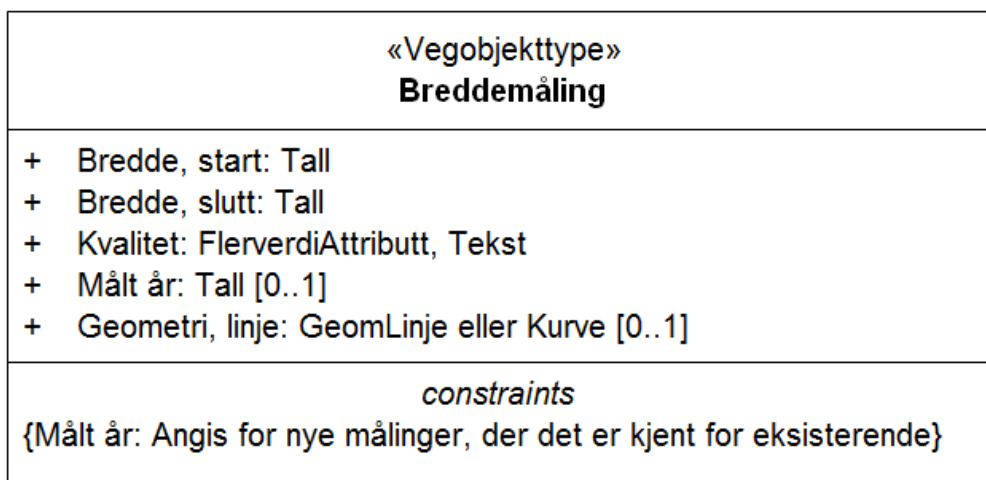 «Vegobjekttype»
Breddemåling
+ Bredde, start: Tall
+ Bredde, slutt: Tall
+ Kvalitet: FlerverdiAttributt, Tekst
+ Målt år: Tall [0..1]
+ Geometri, linje: GeomLinje eller Kurve [0..1]
constraints
{Målt år: Angis for nye målinger, der det er kjent for eksisterende}